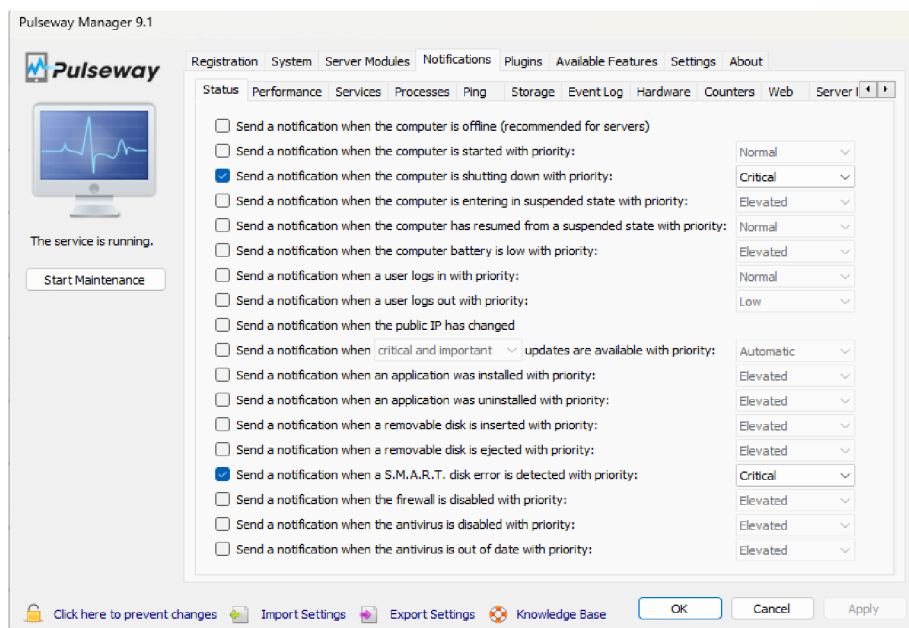 Pulseway Manager 9.1
Pulseway
Registration System Server Modules Notifications Plugins Available Features Settings About
Status Performance Services Processes Ping Storage Event Log Hardware Counters Web Server
Send a notification when the computer is offline (recommended for servers)
Send a notification when the computer is started with priority: Normal
Send a notification when the computer is shutting down with priority: Critical
Send a notification when the computer is entering in suspended state with priority: Elevated
The service is running.
Send a notification when the computer has resumed from a suspended state with priority: Normal
Send a notification when the computer battery is low with priority: Elevated
Start Maintenance
Send a notification when a user logs in with priority: Normal
Send a notification when a user logs out with priority: Low
Send a notification when the public IP has changed
Send a notification when critical and important updates are available with priority: Automatic
Send a notification when an application was installed with priority: Elevated
Send a notification when an application was uninstalled with priority: Elevated
Send a notification when a removable disk is inserted with priority: Elevated
Send a notification when a removable disk is ejected with priority: Elevated
Send a notification when a S.M.A.R.T. disk error is detected with priority: Critical
Send a notification when the firewall is disabled with priority: Elevated
Send a notification when the antivirus is disabled with priority: Elevated
Send a notification when the antivirus is out of date with priority: Elevated
Click here to prevent changes Import Settings Export Settings Knowledge Base OK Cancel Apply